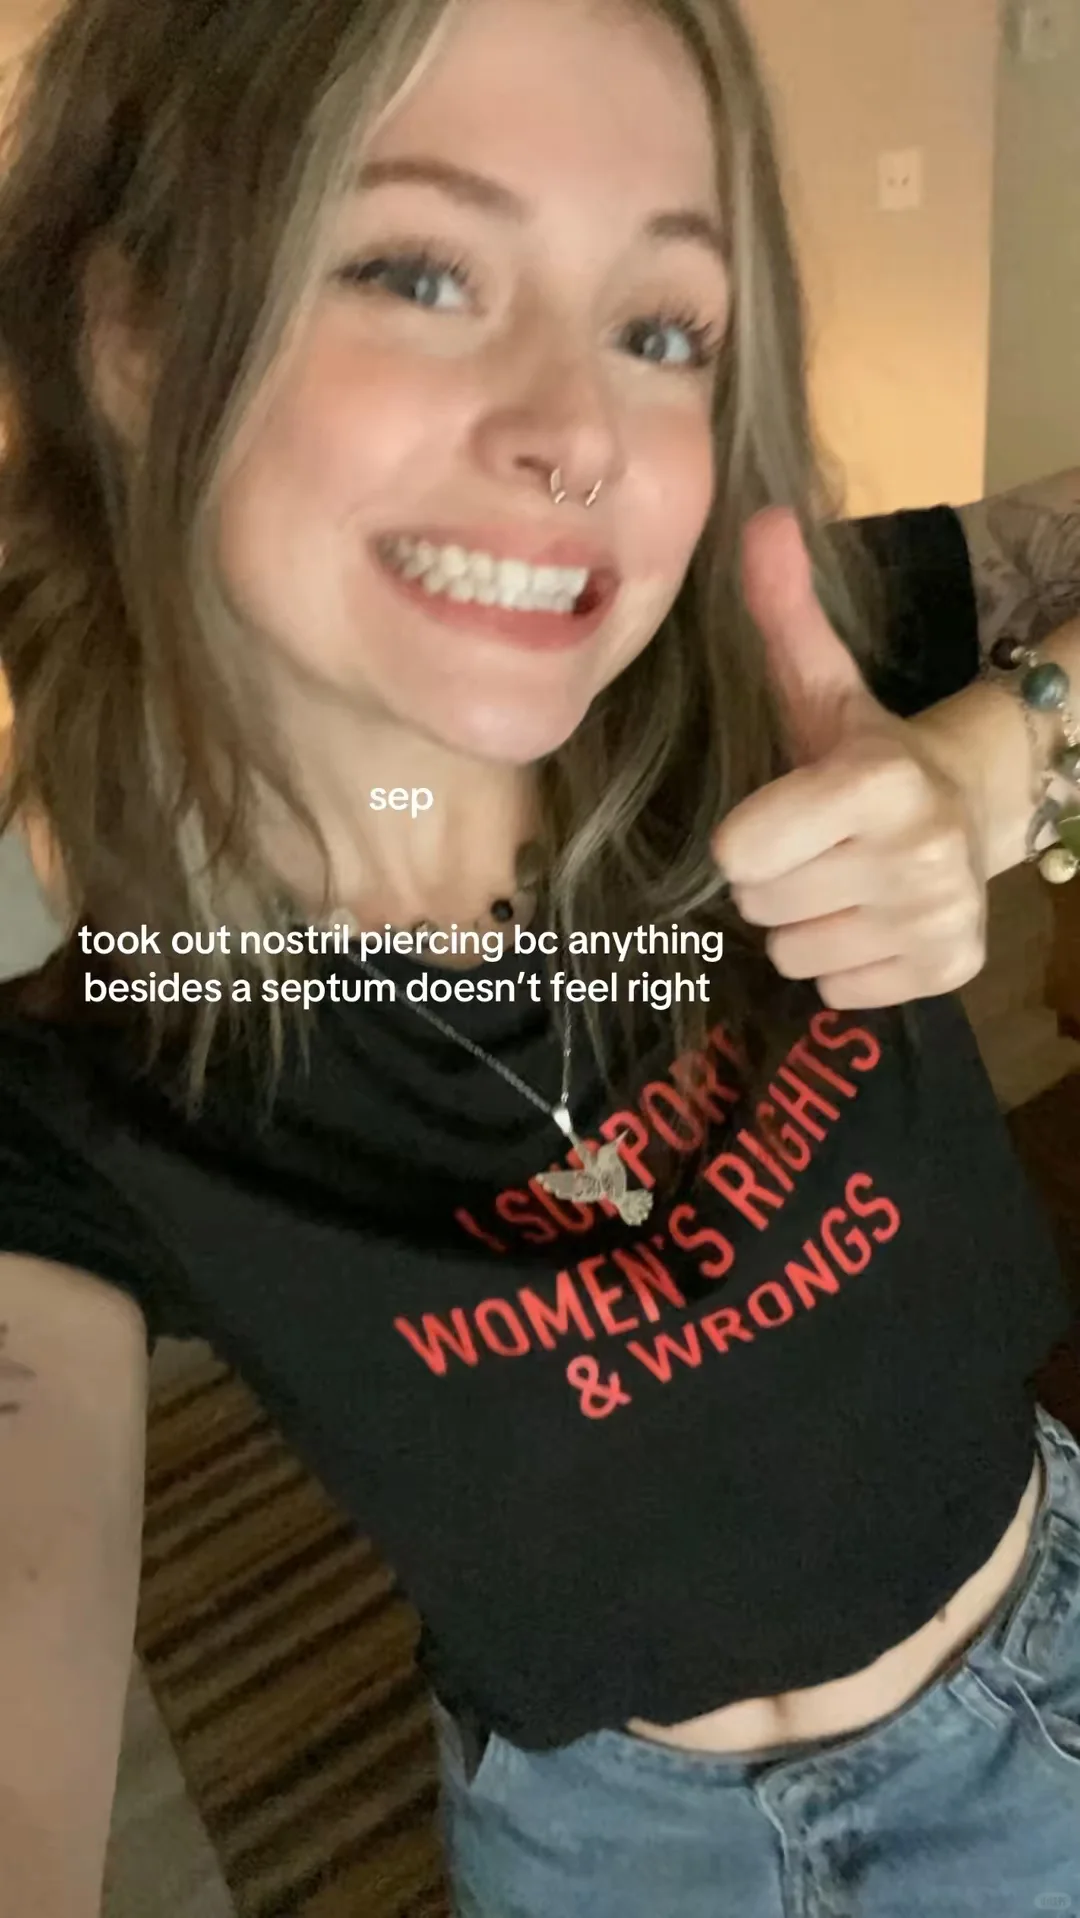 sep
took out nostril piercing bc anything
besides a septum doesn't feel right
I SUPPORT
WOMEN'S RIGHTS
& WRONGS